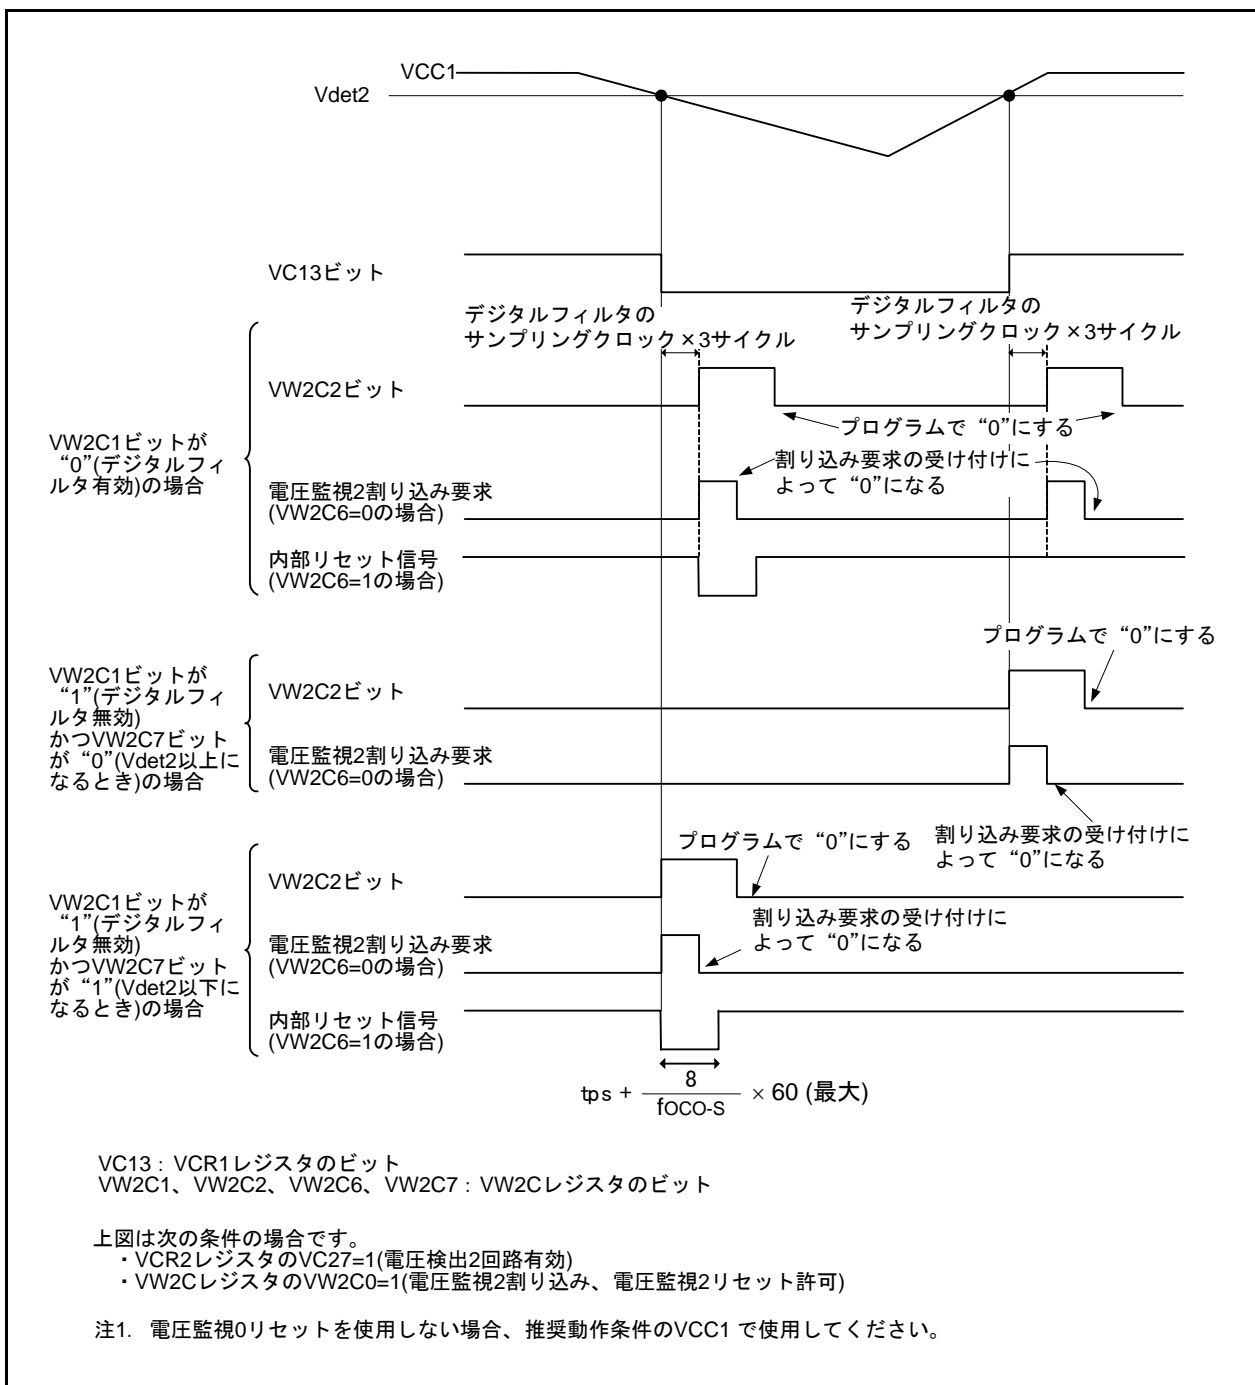 VCC1
Vdet2
VC13ビット
デジタルフィルタの
サンプリングクロック×3サイクル
デジタルフィルタの
サンプリングクロック×3サイクル
VW2C1ビットが
“0”(デジタルフィ
ルタ有効)の場合
VW2C2ビット
プログラムで“0”にする
電圧監視2割り込み要求
(VW2C6=0の場合)
割り込み要求の受け付けに
よって“0”になる
内部リセット信号
(VW2C6=1の場合)
VW2C1ビットが
“1”(デジタルフィ
ルタ無効)
かつVW2C7ビット
が“0”(Vdet2以上に
なるとき)の場合
VW2C2ビット
プログラムで“0”にする
電圧監視2割り込み要求
(VW2C6=0の場合)
割り込み要求の受け付けに
よって“0”になる
VW2C1ビットが
“1”(デジタルフィ
ルタ無効)
かつVW2C7ビット
が“1”(Vdet2以下に
なるとき)の場合
VW2C2ビット
プログラムで“0”にする
電圧監視2割り込み要求
(VW2C6=0の場合)
割り込み要求の受け付けに
よって“0”になる
内部リセット信号
(VW2C6=1の場合)
tps + 8/fOCO-S × 60 (最大)
VC13 : VCR1レジスタのビット
VW2C1、VW2C2、VW2C6、VW2C7 : VW2Cレジスタのビット
上図は次の条件の場合です。
・VCR2レジスタのVC27=1(電圧検出2回路有効)
・VW2CレジスタのVW2C0=1(電圧監視2割り込み、電圧監視2リセット許可)
注1. 電圧監視0リセットを使用しない場合、推奨動作条件のVCC1 で使用してください。